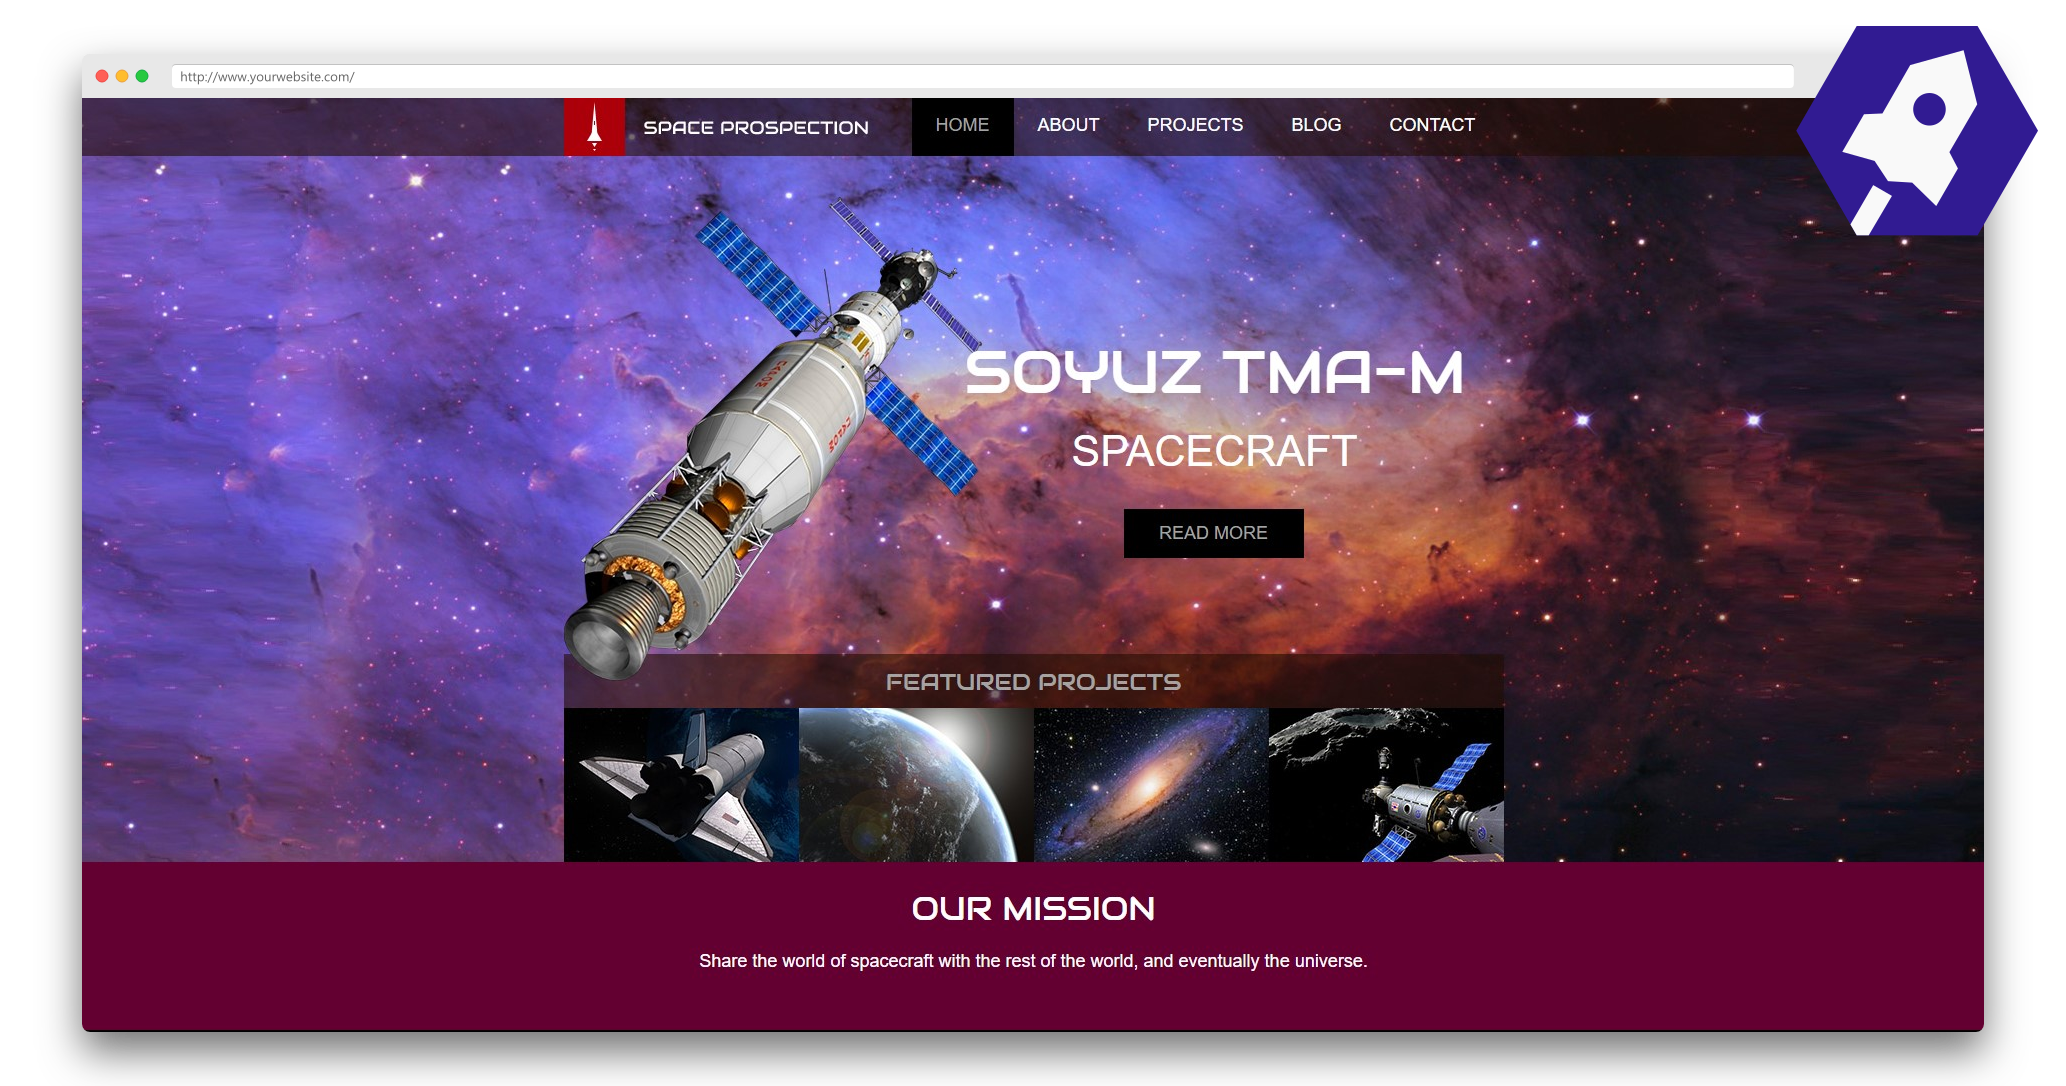 http://www.yourwebsite.com/
SPACE PROSPECTION
HOME
ABOUT
PROJECTS
BLOG
CONTACT
SOYUZ TMA-M
SPACECRAFT
READ MORE
FEATURED PROJECTS
OUR MISSION
Share the world of spacecraft with the rest of the world, and eventually the universe.